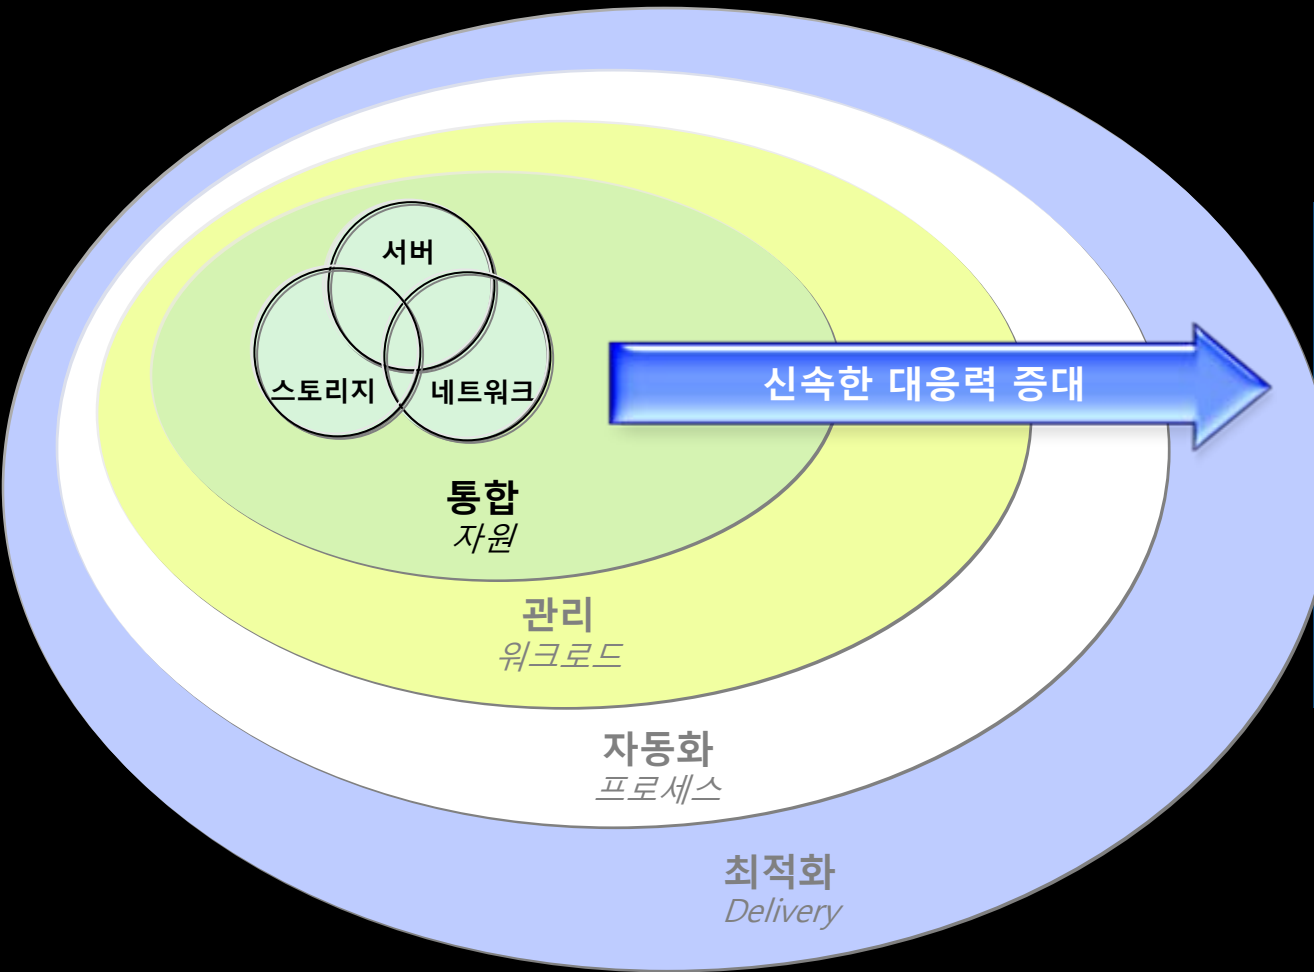 서버
스토리지
네트워크
신속한 대응력 증대
통합
자원
관리
워크로드
자동화
프로세스
최적화
Delivery